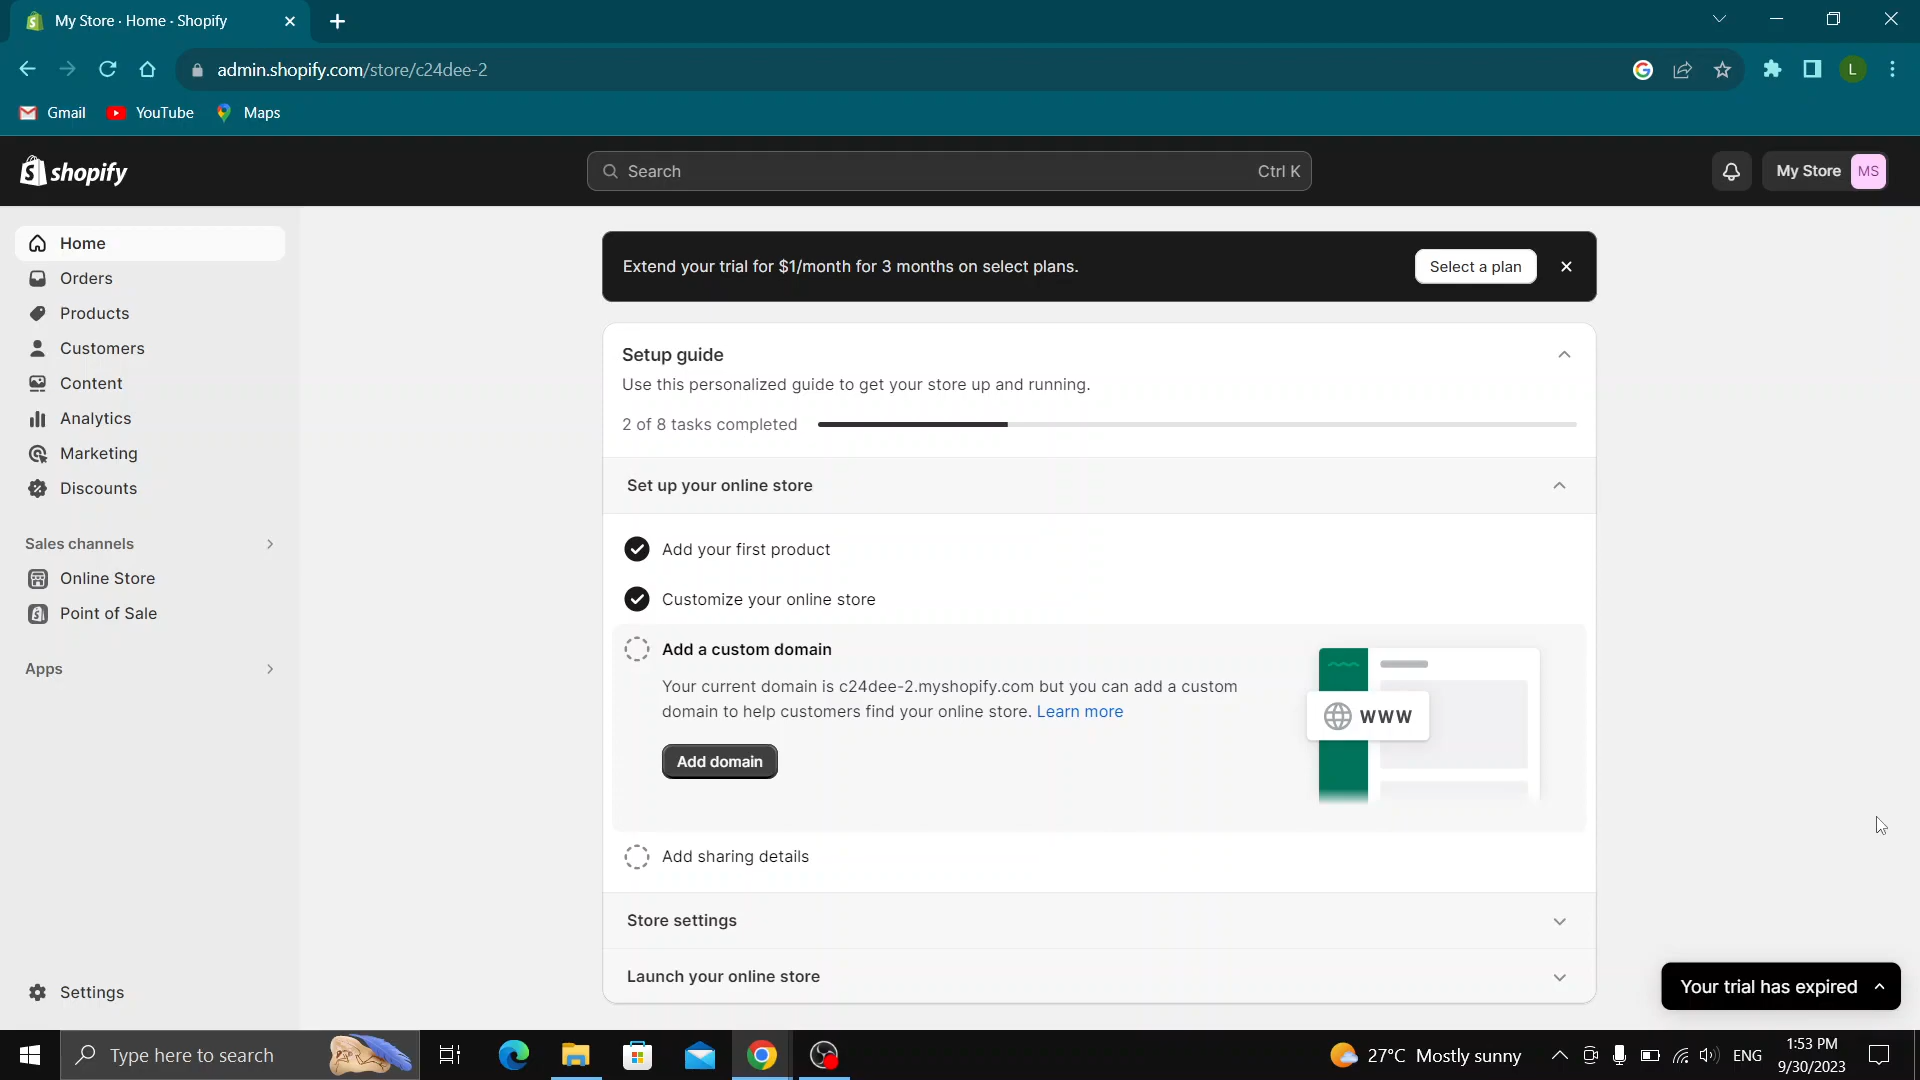 My Store · Home · Shopify
admin.shopify.com/store/c24dee-2
L
Gmail YouTube Maps
shopify
Search Ctrl K
My Store MS
Home
Orders
Products
Customers
Content
Analytics
Marketing
Discounts
Sales channels
Online Store
Point of Sale
Apps
Settings
Extend your trial for $1/month for 3 months on select plans.
Select a plan
Setup guide
Use this personalized guide to get your store up and running.
2 of 8 tasks completed
Set up your online store
Add your first product
Customize your online store
Add a custom domain
Your current domain is c24dee-2.myshopify.com but you can add a custom
domain to help customers find your online store. Learn more
Add domain
WWW
Add sharing details
Store settings
Launch your online store
Your trial has expired
Type here to search
27°C Mostly sunny
ENG
1:53 PM
9/30/2023